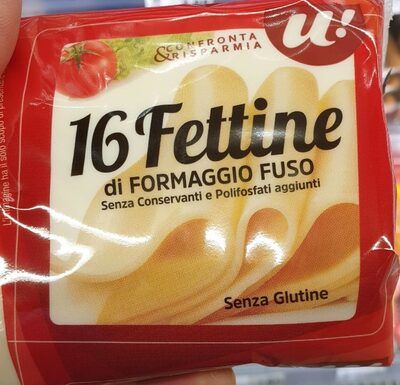 CONFRONTA
& RISPARMIA
u!
16 Fettine
di FORMAGGIO FUSO
Senza Conservanti e Polifosfati aggiunti
Senza Glutine